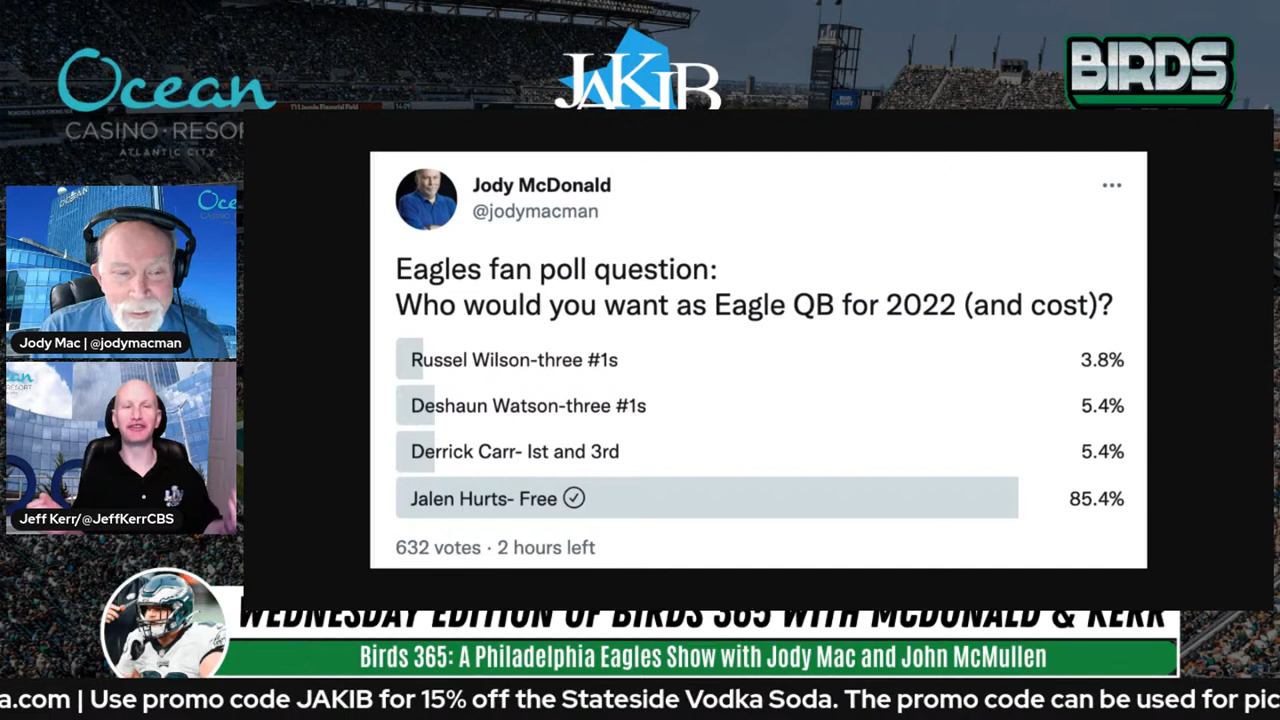 Ocean
CASINO · RESOR
ATLANTIC CITY
JAKIB
BIRDS
Jody McDonald
@jodymacman
Eagles fan poll question:
Who would you want as Eagle QB for 2022 (and cost)?
Russel Wilson-three #1s 3.8%
Deshaun Watson-three #1s 5.4%
Derrick Carr- Ist and 3rd 5.4%
Jalen Hurts- Free 85.4%
632 votes · 2 hours left
Jody Mac | @jodymacman
Jeff Kerr/@JeffKerrCBS
WEDNESDAY EDITION OF BIRDS 365 WITH MCDONALD & KERR
Birds 365: A Philadelphia Eagles Show with Jody Mac and John McMullen
a.com | Use promo code JAKIB for 15% off the Stateside Vodka Soda. The promo code can be used for pic